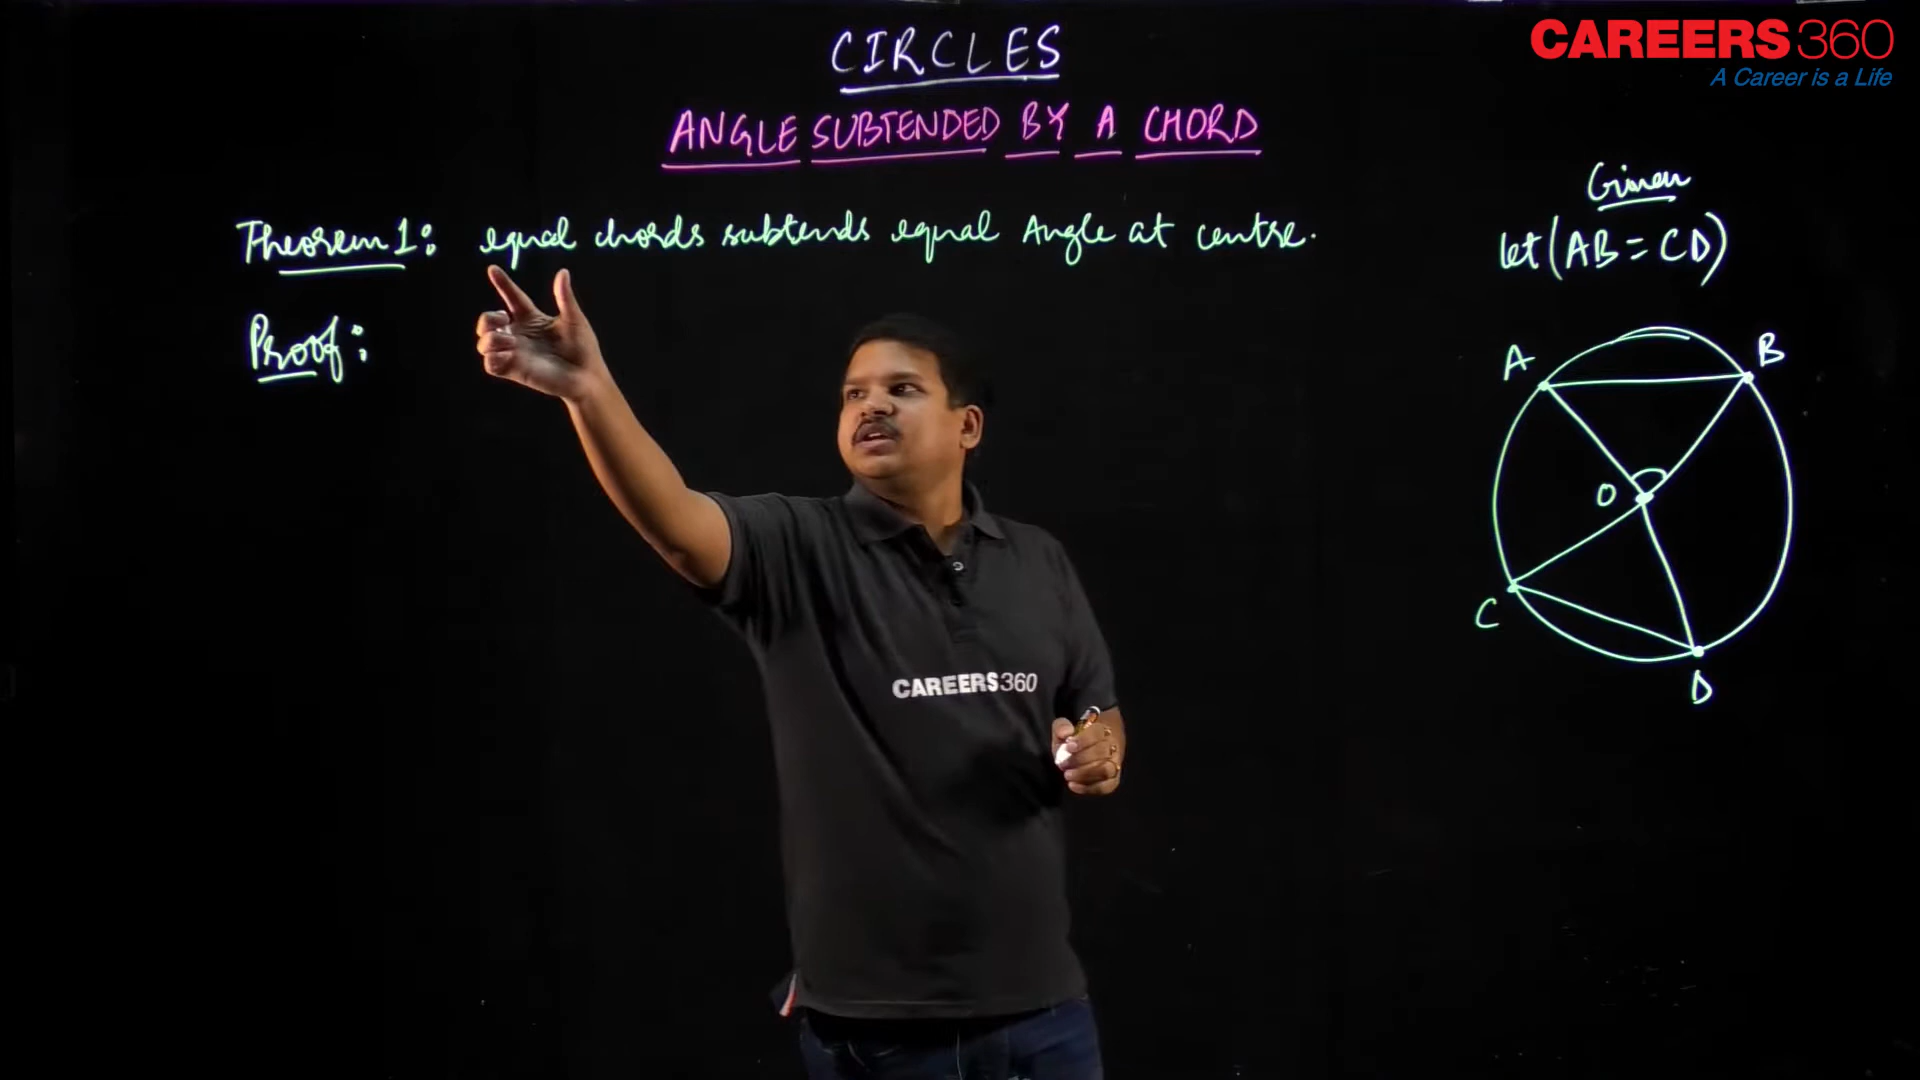 CIRCLES
CAREERS360
A Career is a Life
ANGLE SUBTENDED BY A CHORD
Given
Theorem 1: equal chords subtends equal Angle at centre.
let (AB = CD)
Proof:
A
B
O
C
CAREERS360
D